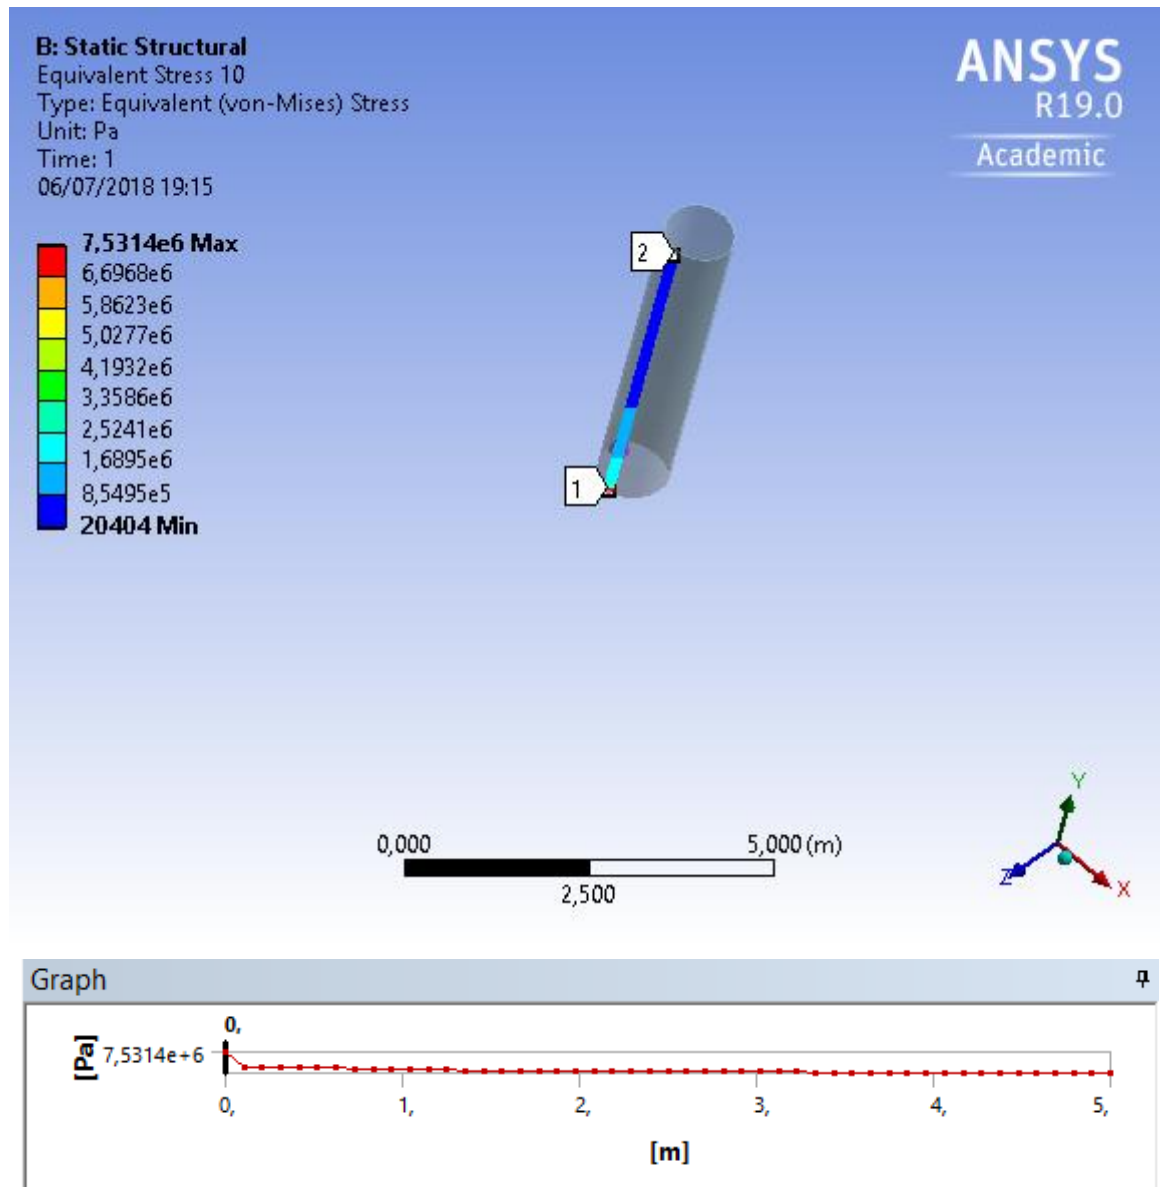 B: Static Structural
Equivalent Stress 10
Type: Equivalent (von-Mises) Stress
Unit: Pa
Time: 1
06/07/2018 19:15
ANSYS
R19.0
Academic
7,5314e6 Max
6,6968e6
5,8623e6
5,0277e6
4,1932e6
3,3586e6
2,5241e6
1,6895e6
8,5495e5
20404 Min
2
1
0,000 5,000 (m)
2,500
Y
Z X
Graph
0,
[Pa] 7,5314e+6
0, 1, 2, 3, 4, 5,
[m]